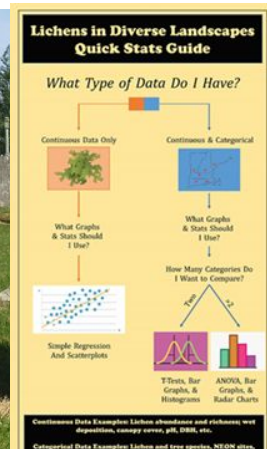 Lichens in Diverse Landscapes
Quick Stats Guide
What Type of Data Do I Have?
Continuous Data Only
Continuous & Categorical
What Graphs
& Stats Should
I Use?
What Graphs
& Stats Should
I Use?
How Many Categories Do
I Want to Compare?
Two
>2
Simple Regression
And Scatterplots
T-Tests, Bar
Graphs, &
Histograms
ANOVA, Bar
Graphs, &
Radar Charts
Continuous Data Examples: Lichen abundance and richness; wet
deposition, canopy cover, pH, DBH, etc.
Categorical Data Examples: Lichen and tree species, NEON sites,